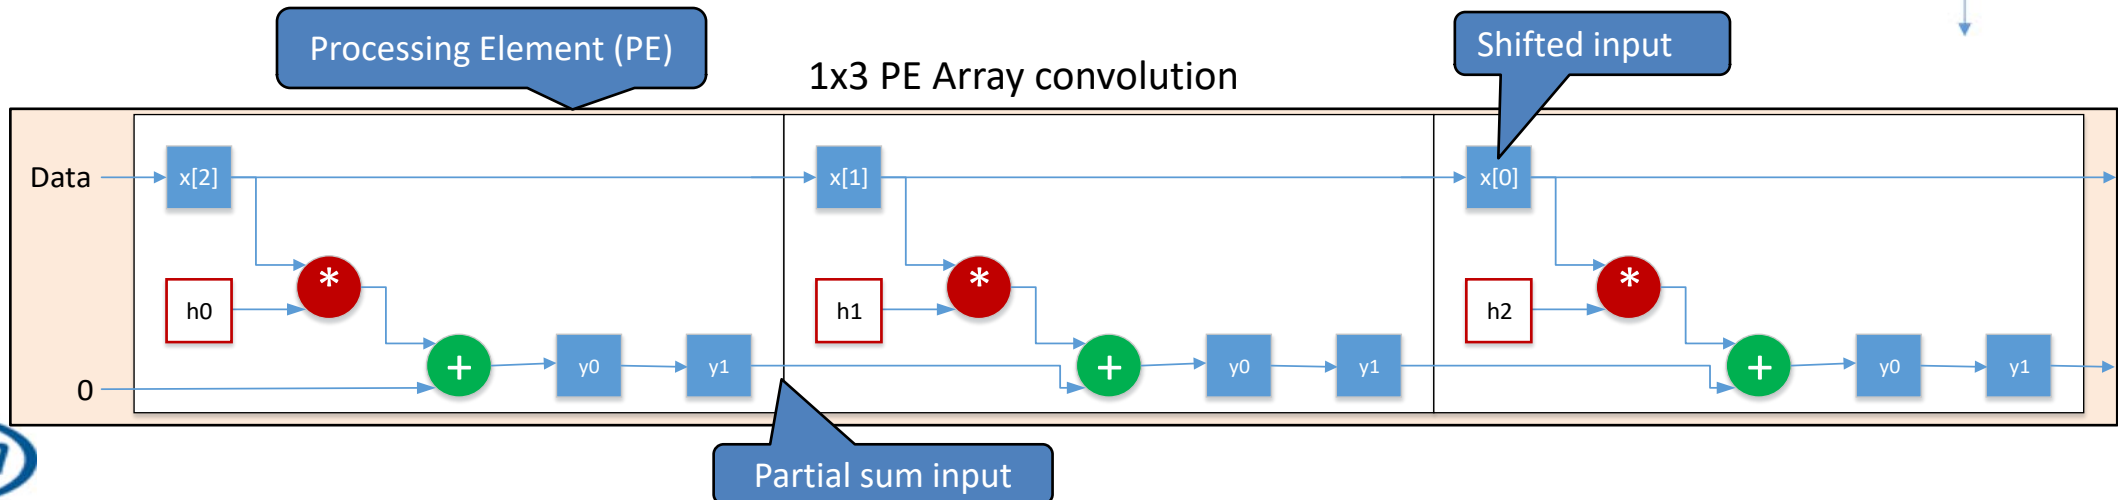 Processing Element (PE)
Shifted input
1x3 PE Array convolution
Data
x[2]
x[1]
x[0]
h0
*
h1
*
h2
*
0
+
y0
y1
+
y0
y1
+
y0
y1
Partial sum input